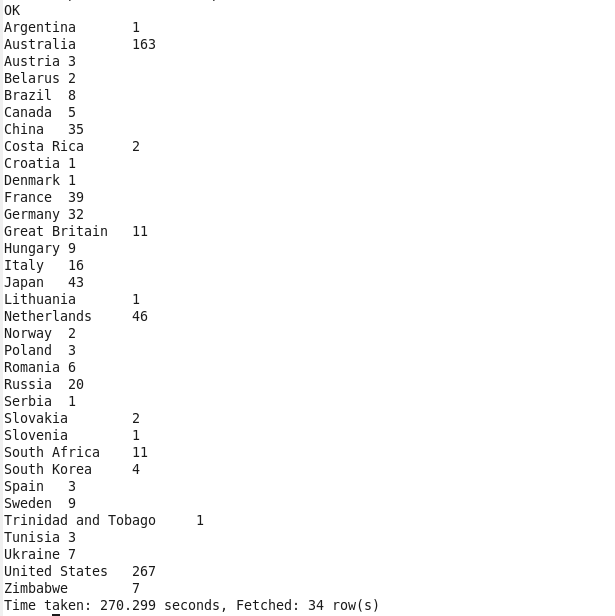 OK
Argentina 1
Australia 163
Austria 3
Belarus 2
Brazil 8
Canada 5
China 35
Costa Rica 2
Croatia 1
Denmark 1
France 39
Germany 32
Great Britain 11
Hungary 9
Italy 16
Japan 43
Lithuania 1
Netherlands 46
Norway 2
Poland 3
Romania 6
Russia 20
Serbia 1
Slovakia 2
Slovenia 1
South Africa 11
South Korea 4
Spain 3
Sweden 9
Trinidad and Tobago 1
Tunisia 3
Ukraine 7
United States 267
Zimbabwe 7
Time taken: 270.299 seconds, Fetched: 34 row(s)